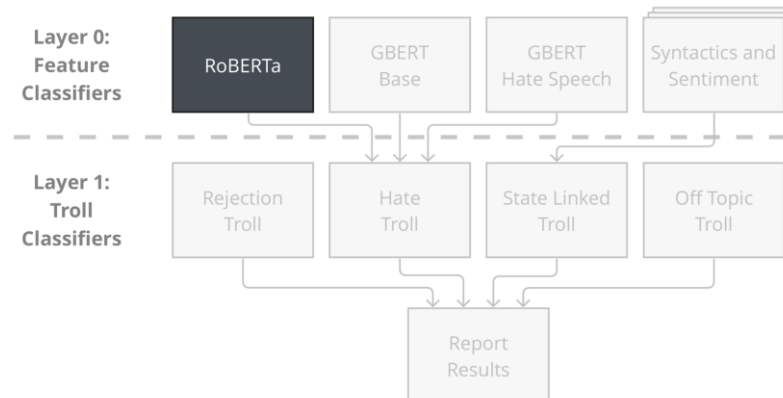 Layer 0:
Feature
Classifiers
RoBERTa
GBERT
Base
GBERT
Hate Speech
Syntactics and
Sentiment
Layer 1:
Troll
Classifiers
Rejection
Troll
Hate
Troll
State Linked
Troll
Off Topic
Troll
Report
Results